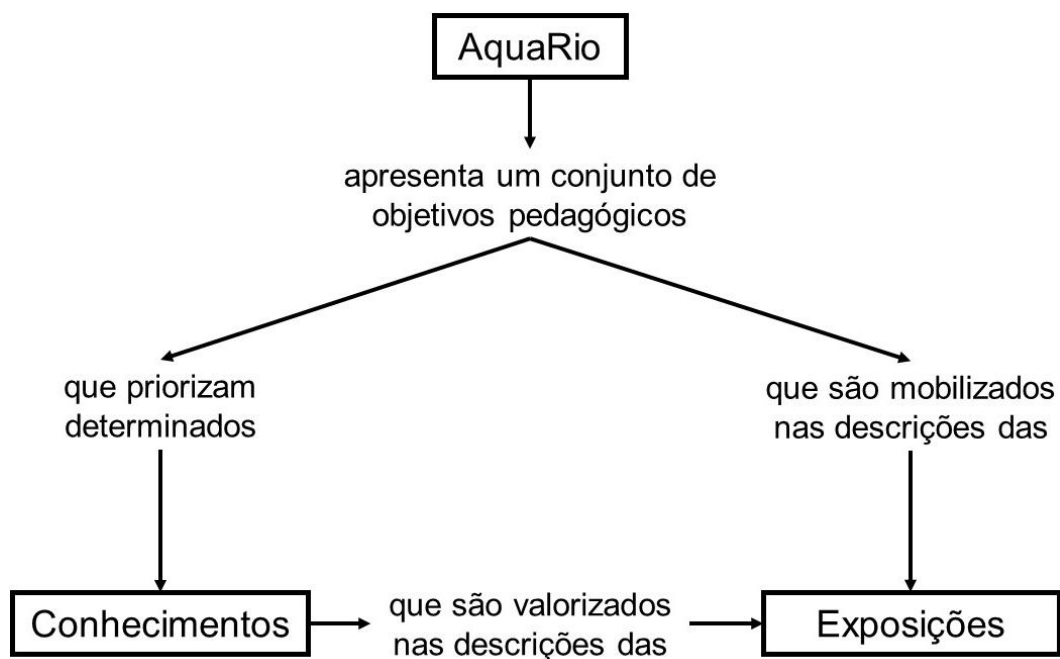 AquaRio
apresenta um conjunto de
objetivos pedagógicos
que priorizam
determinados
que são mobilizados
nas descrições das
Conhecimentos
que são valorizados
nas descrições das
Exposições